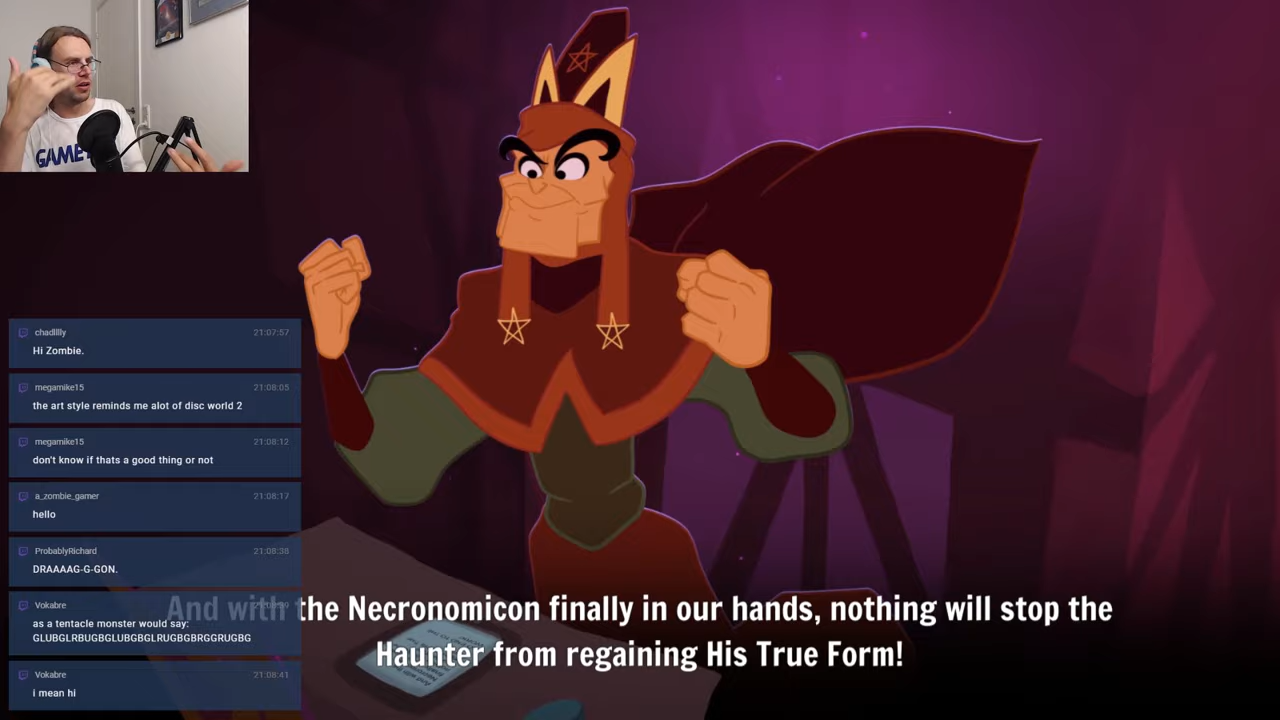 GAME
chadlllly 21:07:57
Hi Zombie.
megamike15 21:08:05
the art style reminds me alot of disc world 2
megamike15 21:08:12
don't know if thats a good thing or not
a_zombie_gamer 21:08:17
hello
ProbablyRichard 21:08:38
DRAAAAG-G-GON.
Vokabre
as a tentacle monster would say:
GLUBGLRBUGBGLUBGBGLRUGBGBRGGRUGBG
Vokabre 21:08:41
i mean hi
And with the Necronomicon finally in our hands, nothing will stop the
Haunter from regaining His True Form!